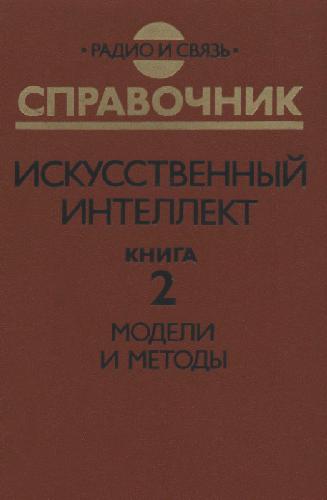 • РАДИО И СВЯЗЬ •
СПРАВОЧНИК
ИСКУССТВЕННЫЙ
ИНТЕЛЛЕКТ
КНИГА
2
МОДЕЛИ
И МЕТОДЫ